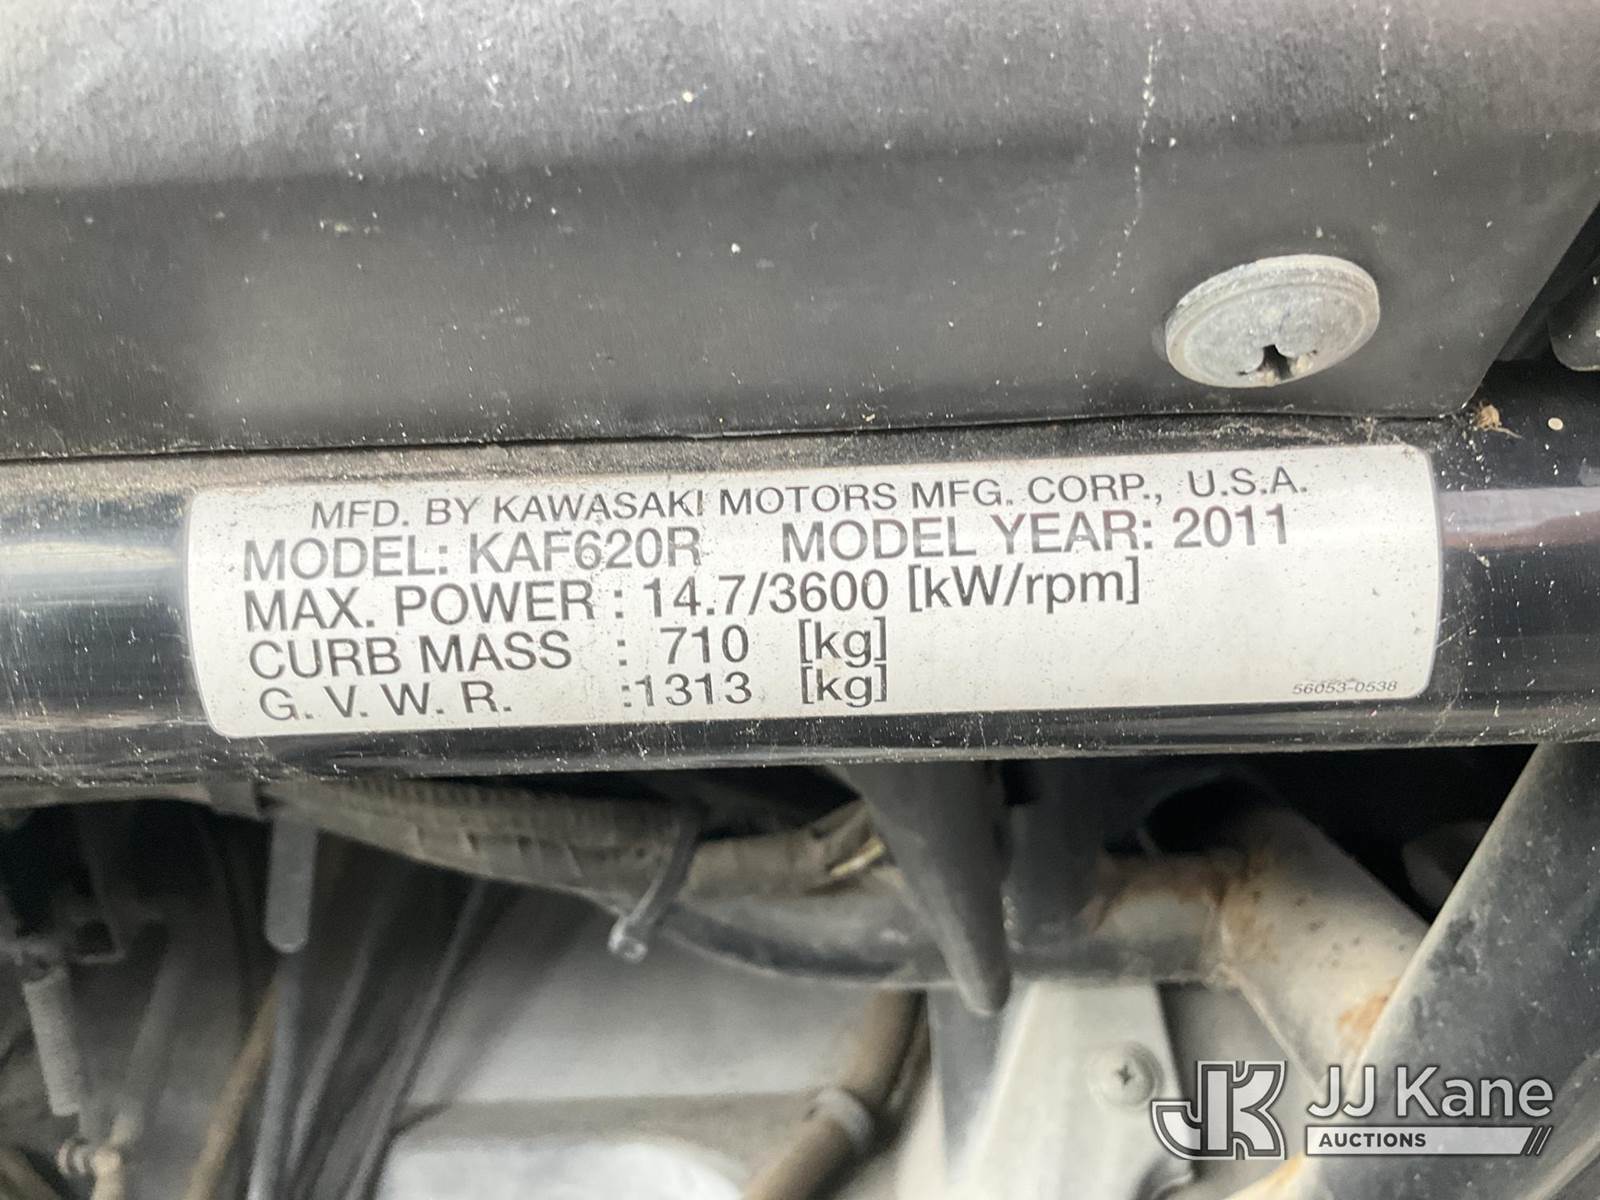 MFD. BY KAWASAKI MOTORS MFG. CORP., U.S.A.
MODEL: KAF620R MODEL YEAR: 2011
MAX. POWER : 14.7/3600 [kW/rpm]
CURB MASS : 710 [kg]
G. V. W. R. :1313 [kg]
56053-0538
JK JJ Kane
AUCTIONS